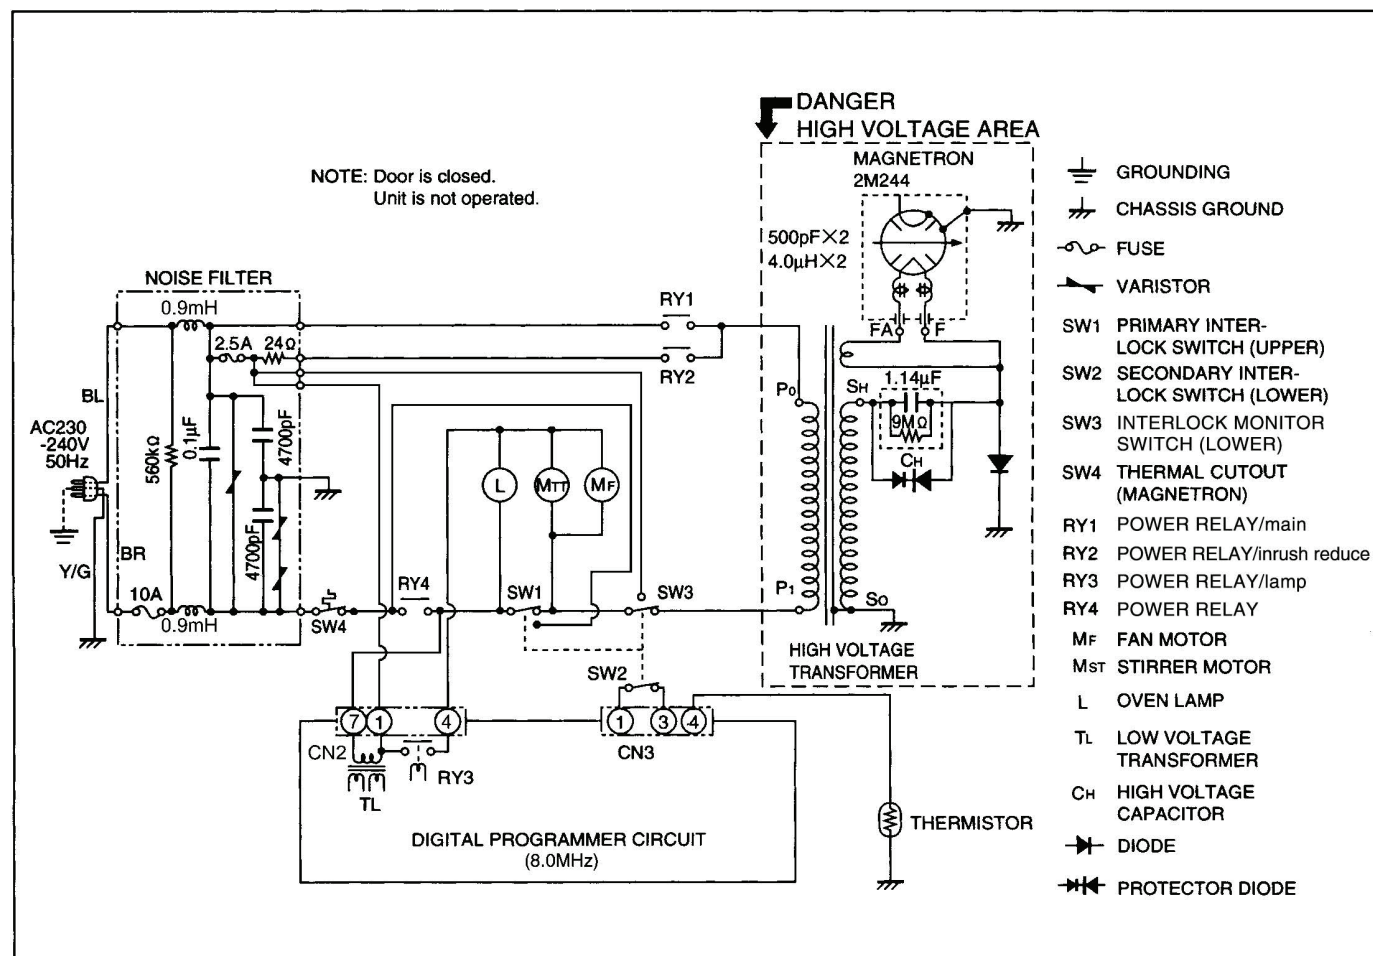 DANGER
HIGH VOLTAGE AREA
NOTE: Door is closed.
Unit is not operated.
MAGNETRON
2M244
500pF×2
4.0µH×2
FA
F
NOISE FILTER
0.9mH
2.5A
24Ω
RY1
RY2
BL
AC230
-240V
50Hz
560kΩ
0.1µF
4700pF
4700pF
BR
Y/G
10A
0.9mH
SW4
RY4
L
MTT
MF
SW1
SW3
SW2
P0
P1
SH
SO
1.14µF
9MΩ
CH
HIGH VOLTAGE
TRANSFORMER
7
1
4
CN2
TL
RY3
1
3
4
CN3
DIGITAL PROGRAMMER CIRCUIT
(8.0MHz)
THERMISTOR
GROUNDING
CHASSIS GROUND
FUSE
VARISTOR
SW1 PRIMARY INTER-
LOCK SWITCH (UPPER)
SW2 SECONDARY INTER-
LOCK SWITCH (LOWER)
SW3 INTERLOCK MONITOR
SWITCH (LOWER)
SW4 THERMAL CUTOUT
(MAGNETRON)
RY1 POWER RELAY/main
RY2 POWER RELAY/inrush reduce
RY3 POWER RELAY/lamp
RY4 POWER RELAY
MF FAN MOTOR
MST STIRRER MOTOR
L OVEN LAMP
TL LOW VOLTAGE
TRANSFORMER
CH HIGH VOLTAGE
CAPACITOR
DIODE
PROTECTOR DIODE